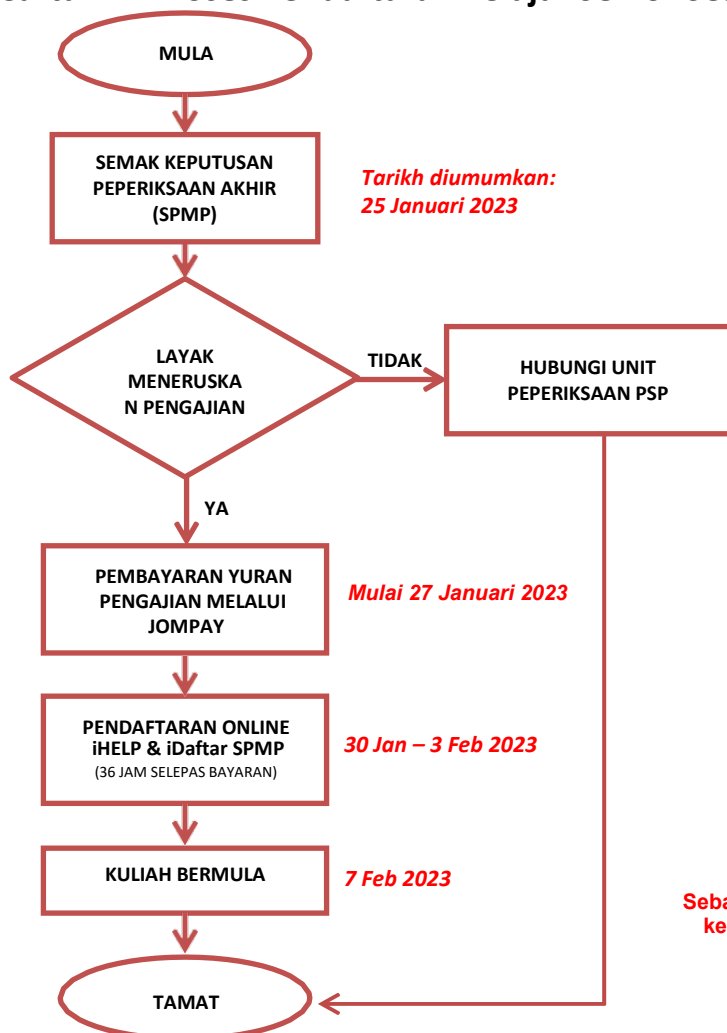 MULA
SEMAK KEPUTUSAN
PEPERIKSAAN AKHIR
(SPMP)
Tarikh diumumkan:
25 Januari 2023
LAYAK
MENERUSKA
N PENGAJIAN
TIDAK
HUBUNGI UNIT
PEPERIKSAAN PSP
YA
PEMBAYARAN YURAN
PENGAJIAN MELALUI
JOMPAY
Mulai 27 Januari 2023
PENDAFTARAN ONLINE
iHELP & iDaftar SPMP
(36 JAM SELEPAS BAYARAN)
30 Jan – 3 Feb 2023
KULIAH BERMULA
7 Feb 2023
TAMAT